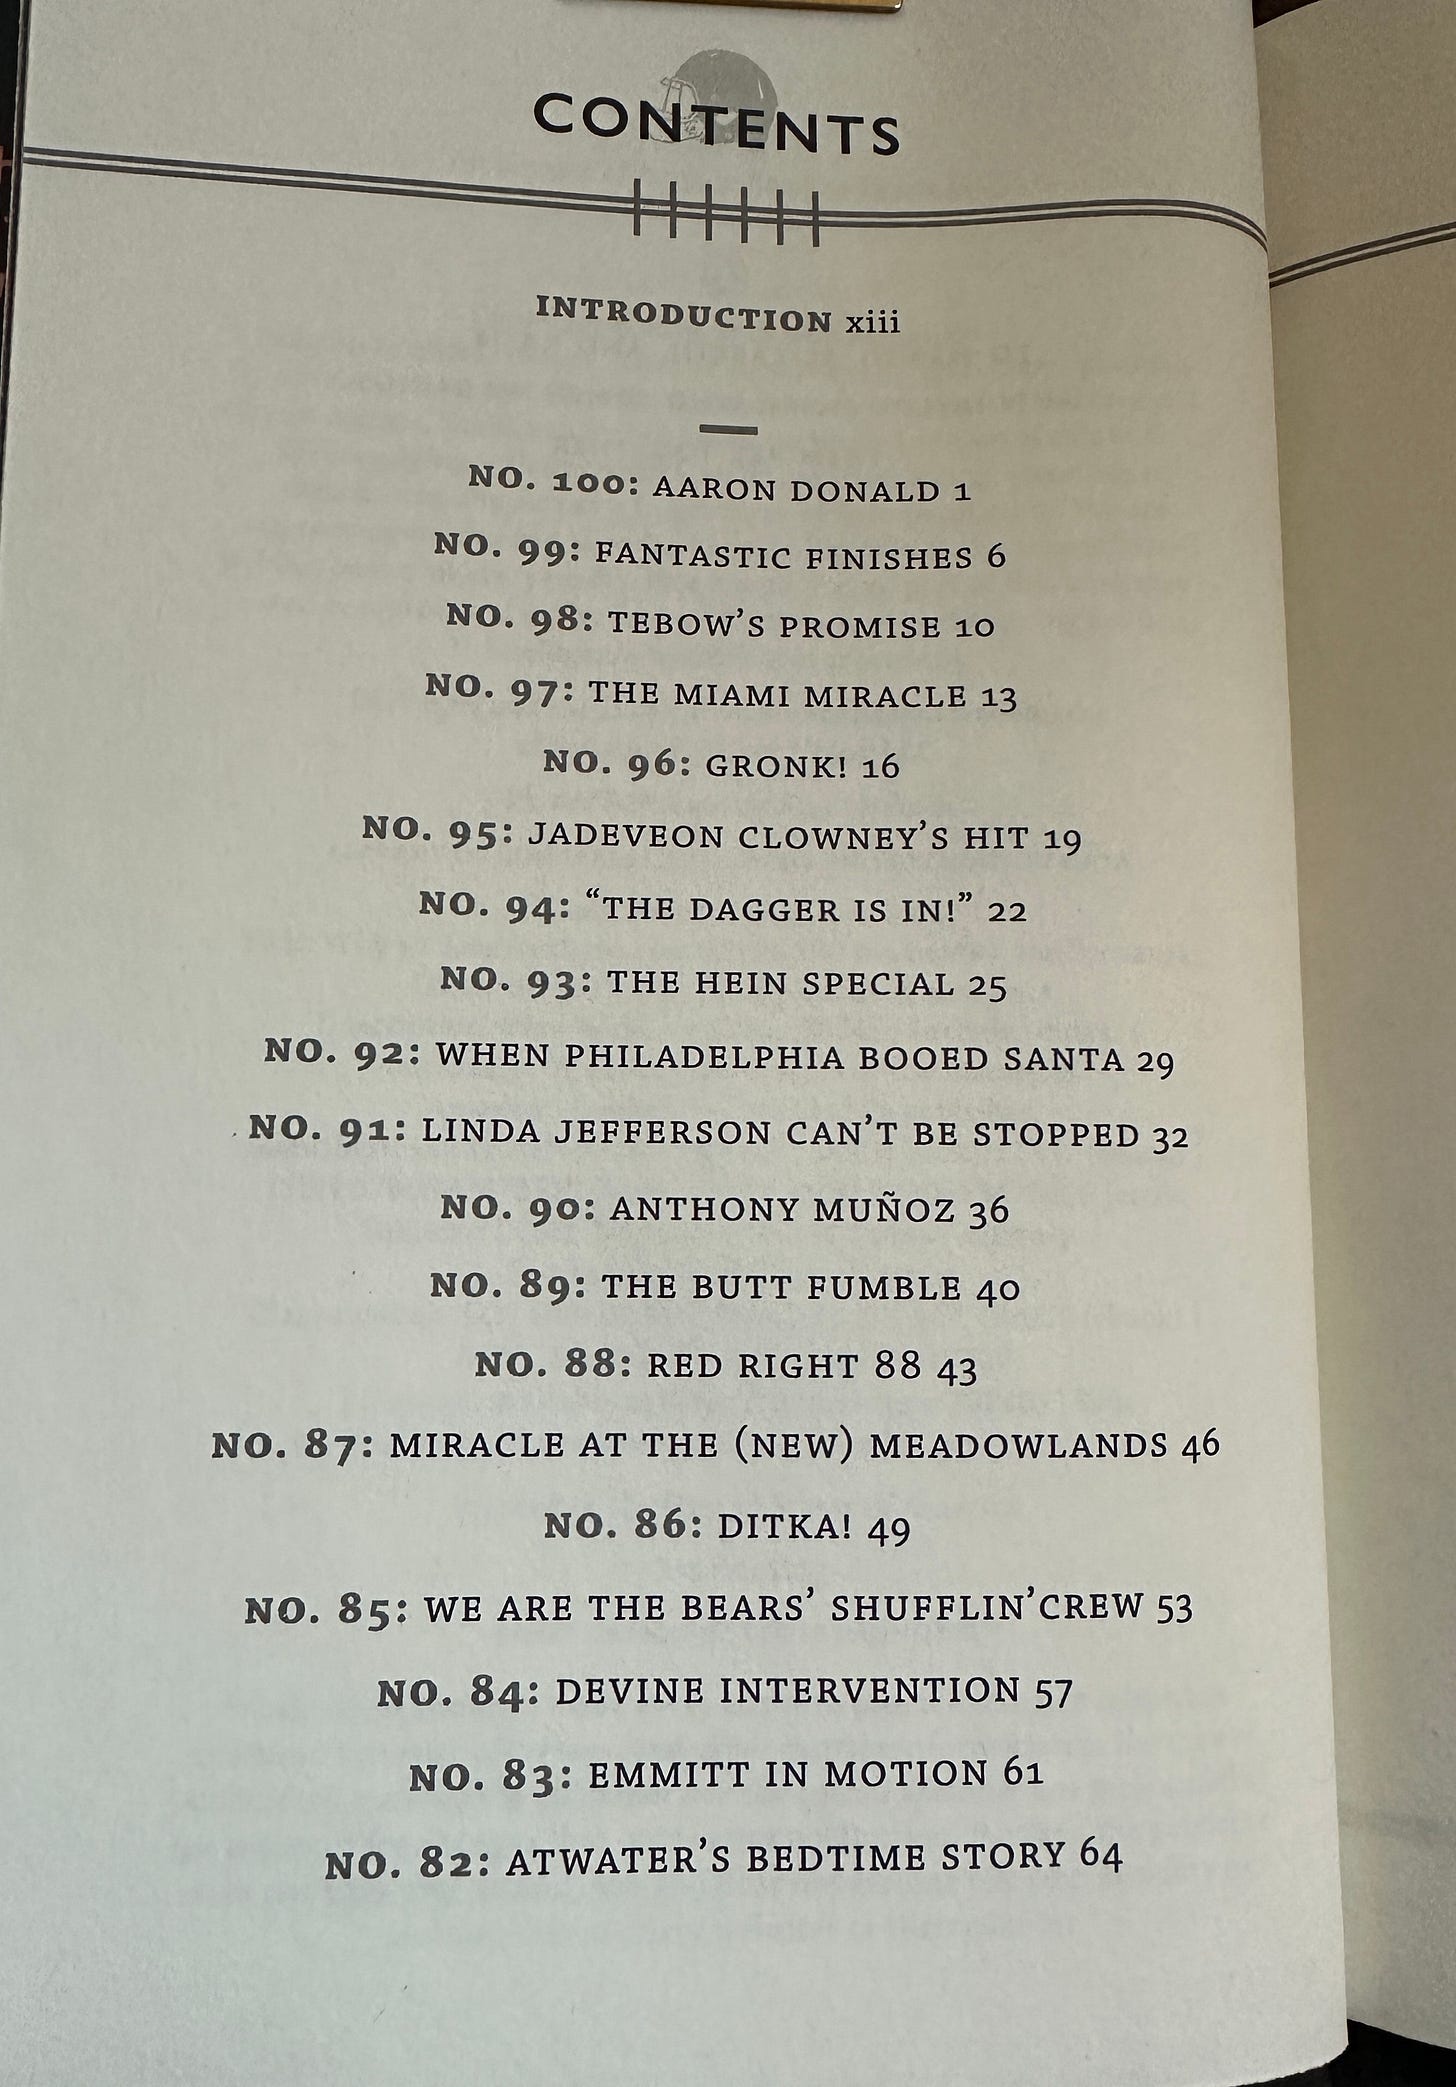 CONTENTS
INTRODUCTION xiii
NO. 100: AARON DONALD 1
NO. 99: FANTASTIC FINISHES 6
NO. 98: TEBOW’S PROMISE 10
NO. 97: THE MIAMI MIRACLE 13
NO. 96: GRONK! 16
NO. 95: JADEVEON CLOWNEY’S HIT 19
NO. 94: “THE DAGGER IS IN!” 22
NO. 93: THE HEIN SPECIAL 25
NO. 92: WHEN PHILADELPHIA BOOED SANTA 29
NO. 91: LINDA JEFFERSON CAN’T BE STOPPED 32
NO. 90: ANTHONY MUÑOZ 36
NO. 89: THE BUTT FUMBLE 40
NO. 88: RED RIGHT 88 43
NO. 87: MIRACLE AT THE (NEW) MEADOWLANDS 46
NO. 86: DITKA! 49
NO. 85: WE ARE THE BEARS’ SHUFFLIN’CREW 53
NO. 84: DEVINE INTERVENTION 57
NO. 83: EMMITT IN MOTION 61
NO. 82: ATWATER’S BEDTIME STORY 64